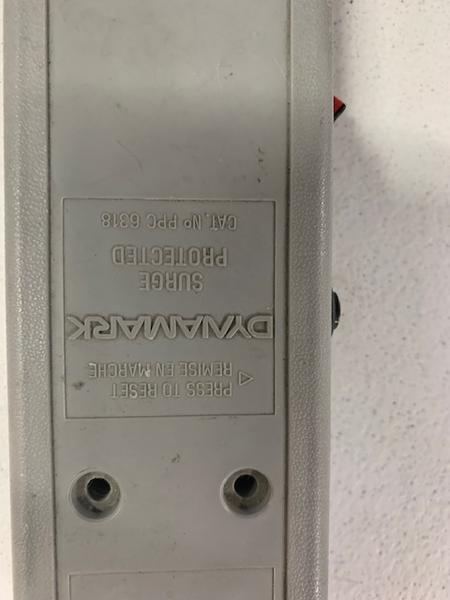 △ PRESS TO RESET
REMISE EN MARCHE
DYNAMARK
SURGE
PROTECTED
CAT. Nº PPC 6318